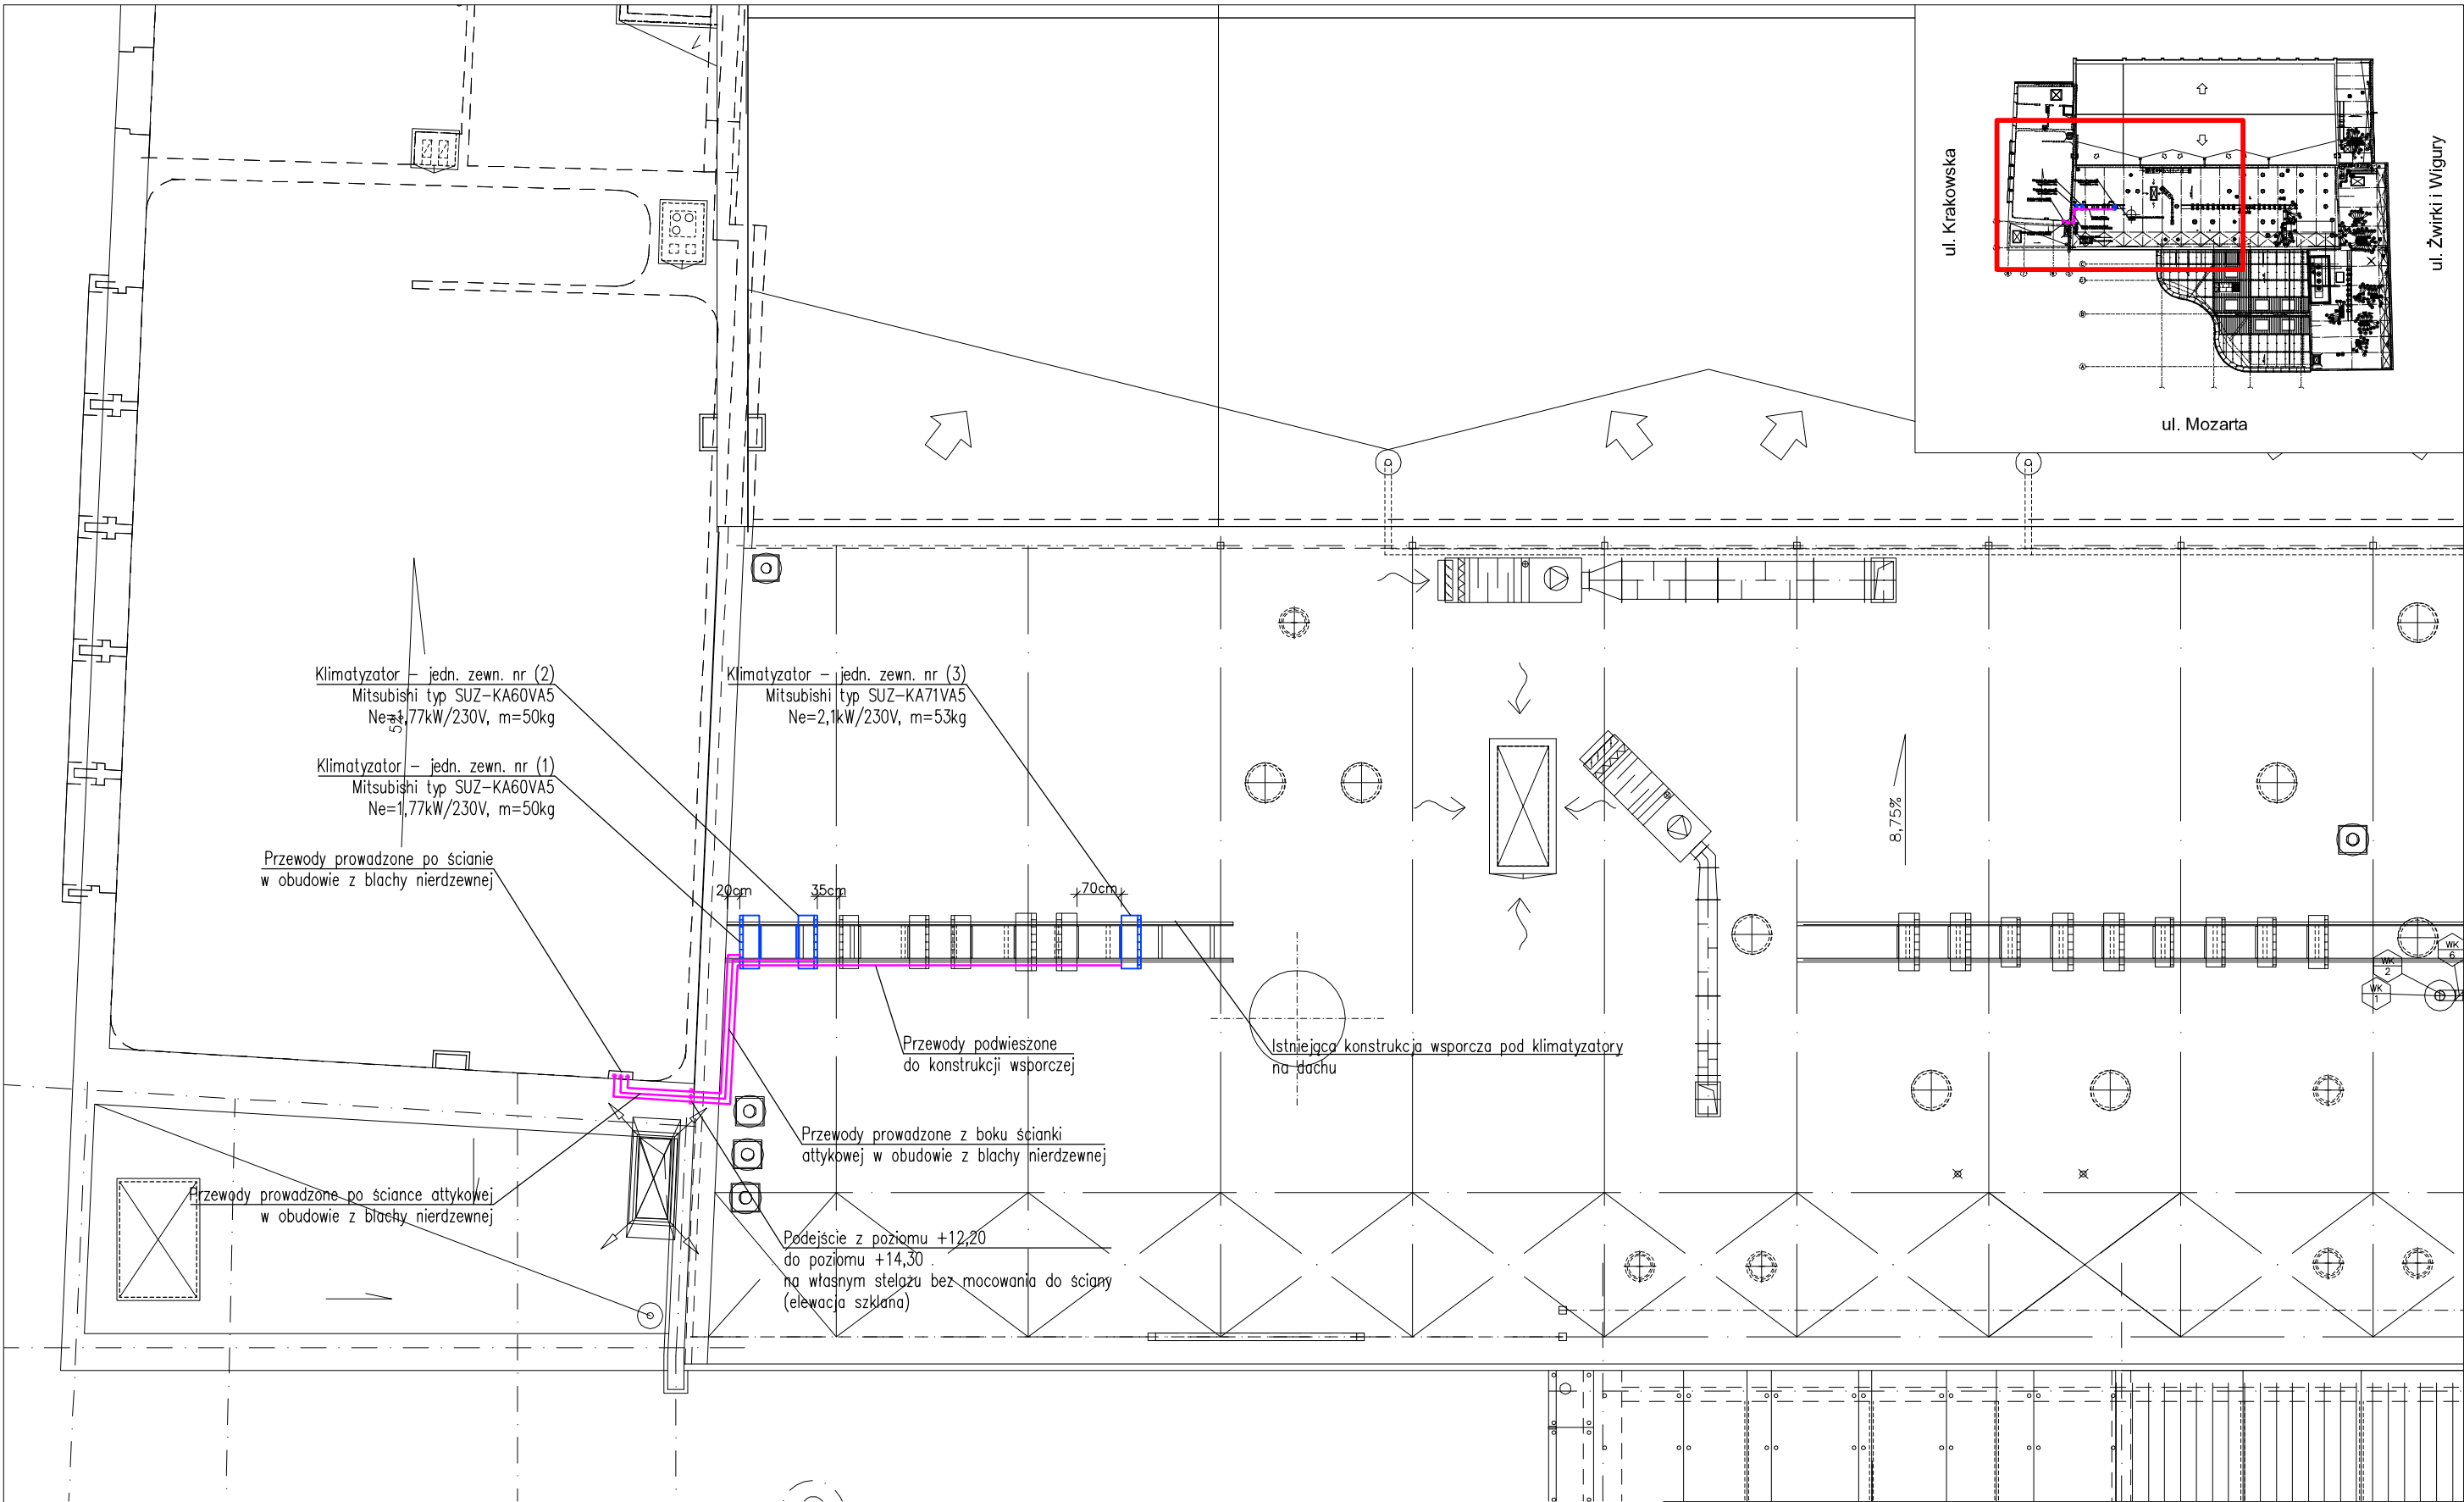 ul. Krakowska
ul. Żwirki i Wigury
ul. Mozarta
Klimatyzator – jedn. zewn. nr (2)
Mitsubishi typ SUZ–KA60VA5
Ne=1,77kW/230V, m=50kg
Klimatyzator – jedn. zewn. nr (3)
Mitsubishi typ SUZ–KA71VA5
Ne=2,1kW/230V, m=53kg
5%
Klimatyzator – jedn. zewn. nr (1)
Mitsubishi typ SUZ–KA60VA5
Ne=1,77kW/230V, m=50kg
8,75%
Przewody prowadzone po ścianie
w obudowie z blachy nierdzewnej
20cm
35cm
70cm
WK
6
WK
2
WK
1
Przewody podwieszone
do konstrukcji wsporczej
Istniejąca konstrukcja wsporcza pod klimatyzatory
na dachu
Przewody prowadzone z boku ścianki
attykowej w obudowie z blachy nierdzewnej
Przewody prowadzone po ściance attykowej
w obudowie z blachy nierdzewnej
Podejście z poziomu +12,20
do poziomu +14,30
na własnym stelażu bez mocowania do ściany
(elewacja szklana)